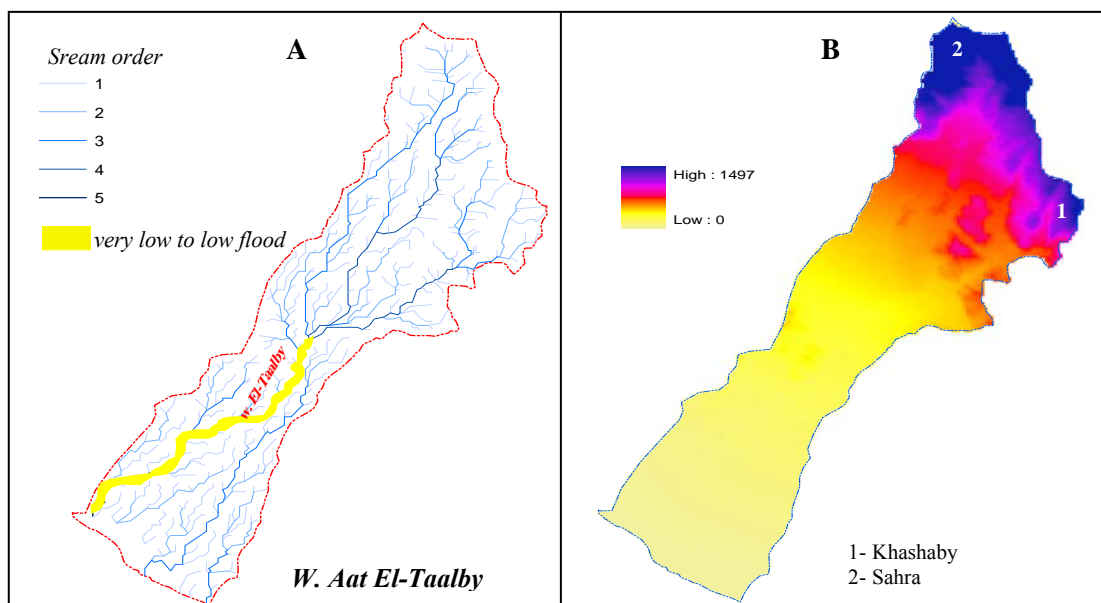 A
Sream order
1
2
3
4
5
very low to low flood
w. El-Taalby
W. Aat El-Taalby
B
High : 1497
Low : 0
2
1
1- Khashaby
2- Sahra